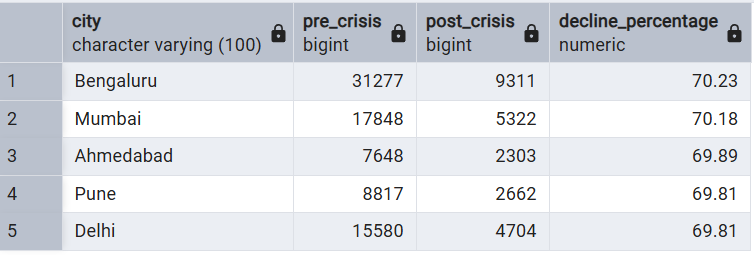 city pre_crisis post_crisis decline_percentage
character varying (100) bigint bigint numeric
1 Bengaluru 31277 9311 70.23
2 Mumbai 17848 5322 70.18
3 Ahmedabad 7648 2303 69.89
4 Pune 8817 2662 69.81
5 Delhi 15580 4704 69.81